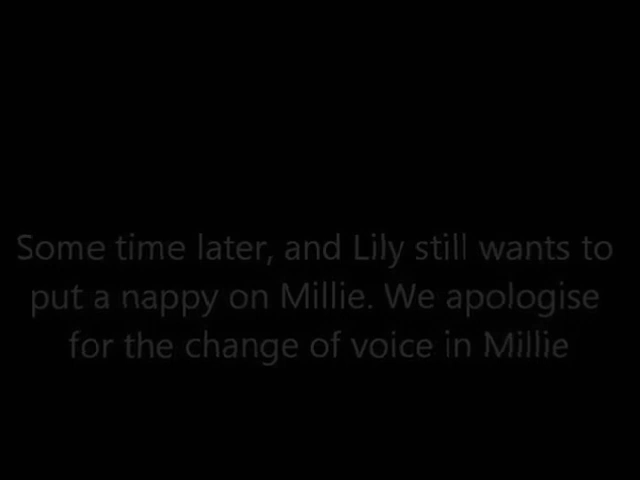 Some time later, and Lily still wants to
put a nappy on Millie. We apologise
for the change of voice in Millie